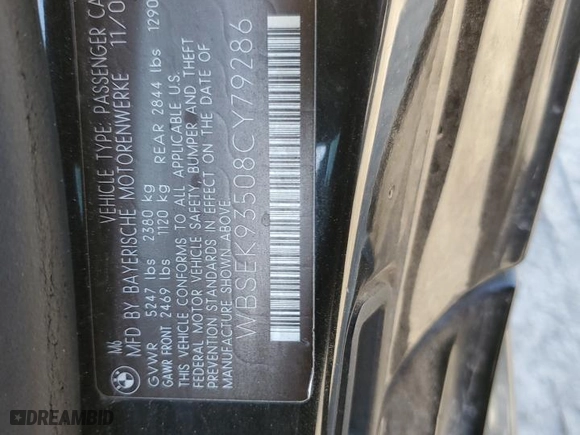 M6
VEHICLE TYPE: PASSENGER CA
MFD BY BAYERISCHE MOTORENWERKE 11/0
GVWR 5247 lbs 2380 kg
GAWR FRONT 2469 lbs 1120 kg REAR 2844 lbs 1290
THIS VEHICLE CONFORMS TO ALL APPLICABLE U.S.
FEDERAL MOTOR VEHICLE SAFETY, BUMPER AND THEFT
PREVENTION STANDARDS IN EFFECT ON THE DATE OF
MANUFACTURE SHOWN ABOVE
WBSEK93508CY79286
DREAMBID